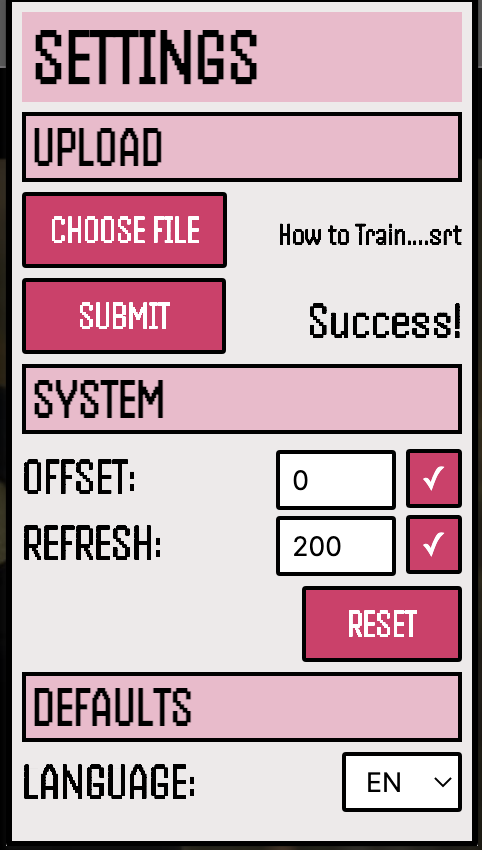 SETTINGS
UPLOAD
CHOOSE FILE How to Train....srt
SUBMIT Success!
SYSTEM
OFFSET: 0 ✓
REFRESH: 200 ✓
RESET
DEFAULTS
LANGUAGE: EN